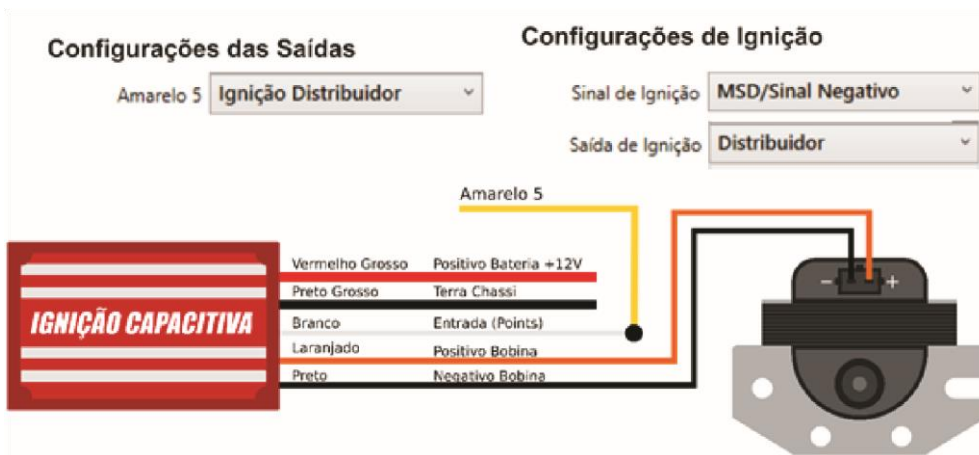 Configurações das Saídas
Amarelo 5 Ignição Distribuidor
Configurações de Ignição
Sinal de Ignição MSD/Sinal Negativo
Saída de Ignição Distribuidor
Amarelo 5
Vermelho Grosso Positivo Bateria +12V
Preto Grosso Terra Chassi
Branco Entrada (Points)
Laranjado Positivo Bobina
Preto Negativo Bobina
IGNIÇÃO CAPACITIVA
- +